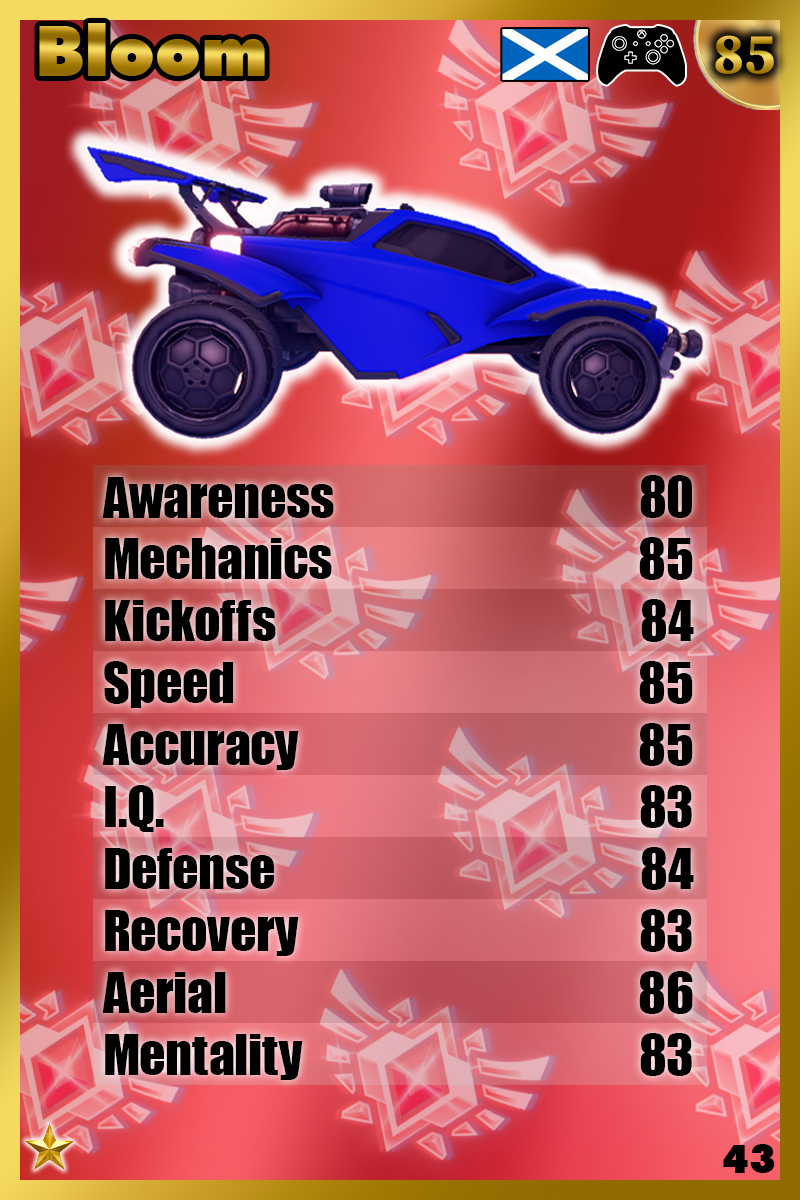 Bloom 85
Awareness 80
Mechanics 85
Kickoffs 84
Speed 85
Accuracy 85
I.Q. 83
Defense 84
Recovery 83
Aerial 86
Mentality 83
43